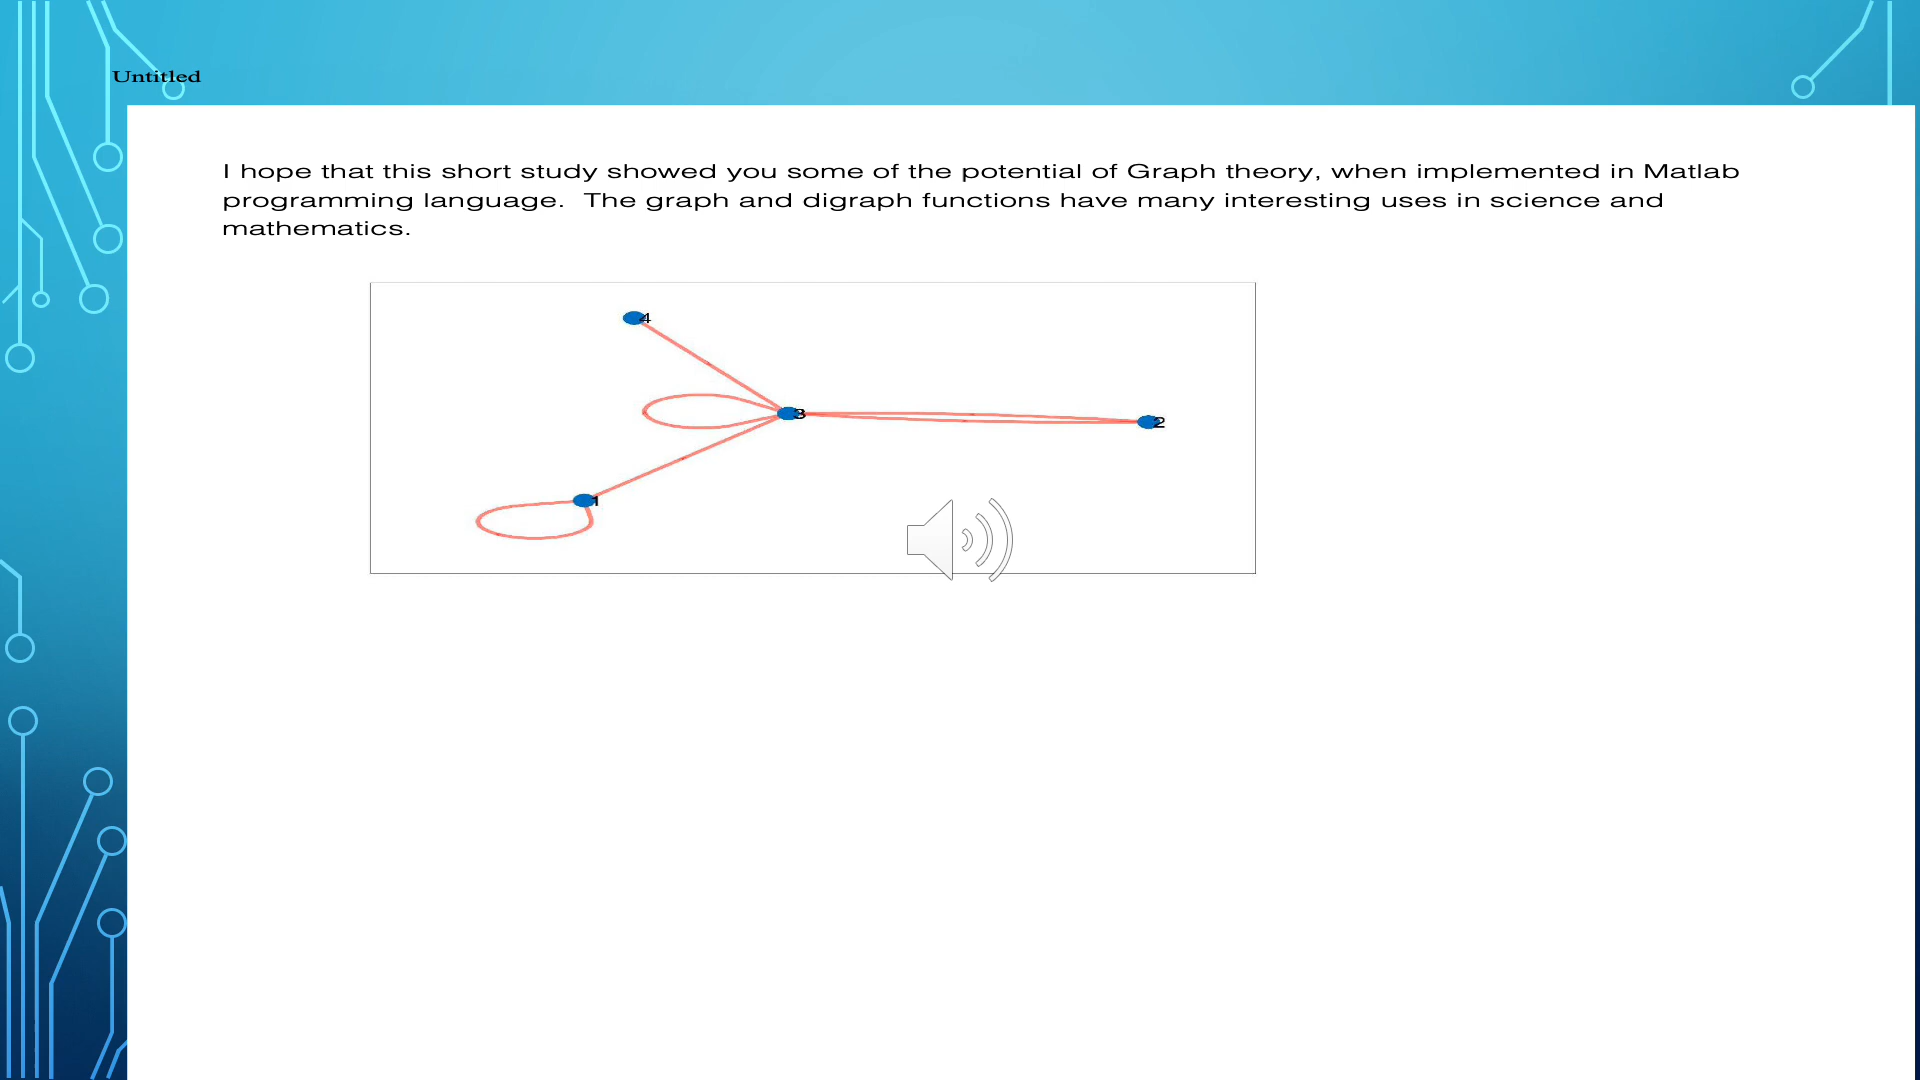 Untitled
I hope that this short study showed you some of the potential of Graph theory, when implemented in Matlab
programming language.  The graph and digraph functions have many interesting uses in science and
mathematics.
4
3
2
1